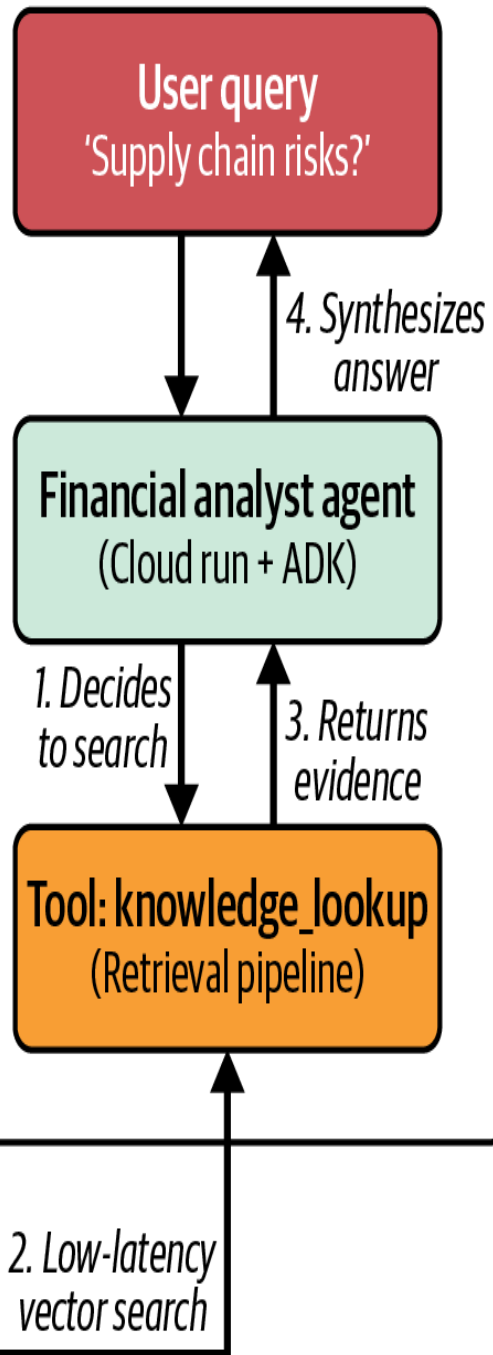 User query
‘Supply chain risks?’
4. Synthesizes
answer
Financial analyst agent
(Cloud run + ADK)
1. Decides
to search
3. Returns
evidence
Tool: knowledge_lookup
(Retrieval pipeline)
2. Low-latency
vector search